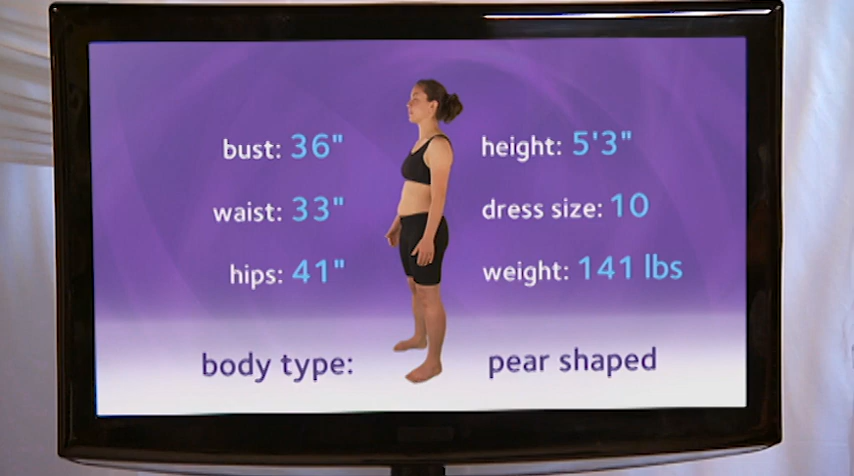 bust: 36"
waist: 33"
hips: 41"
height: 5'3"
dress size: 10
weight: 141 lbs
body type: pear shaped